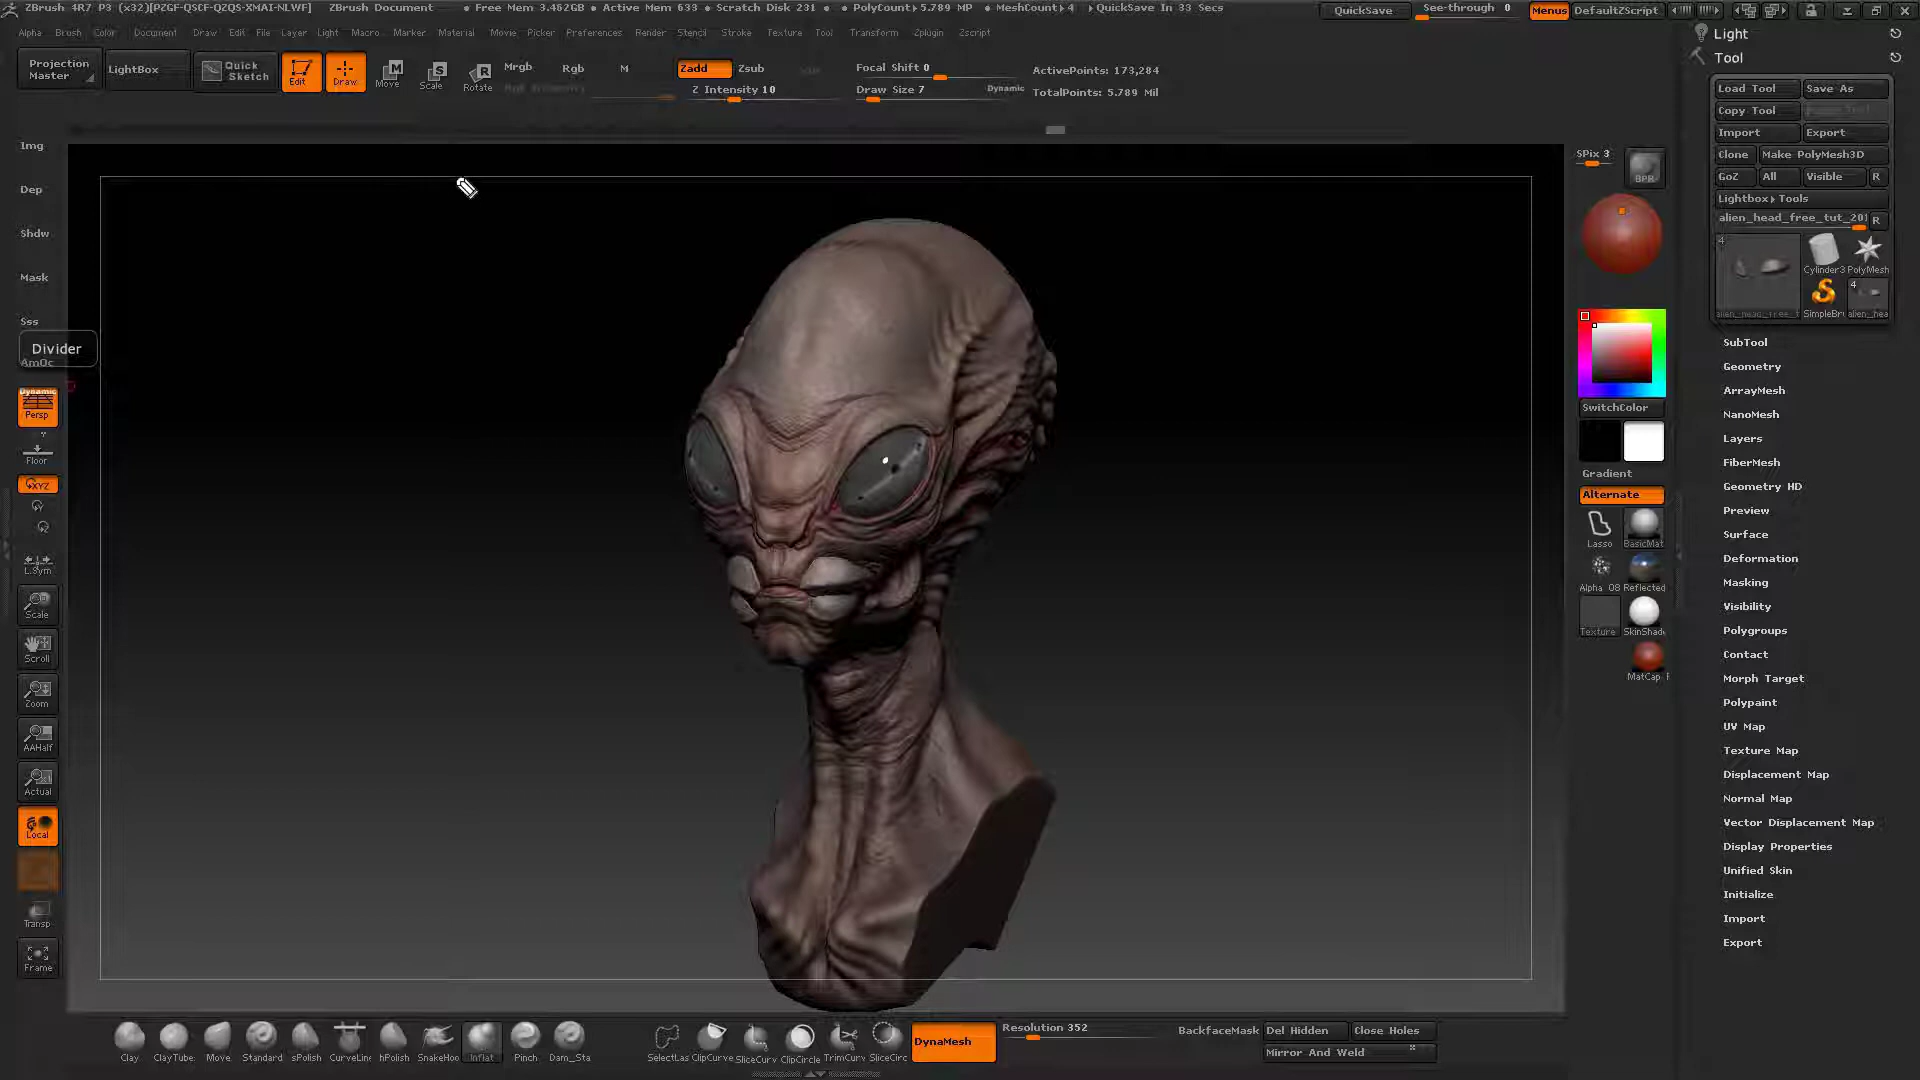 ZBrush 4R7 P3 (x32)[PZGF-QSCF-QZQS-XMAI-NLWF] ZBrush Document • Free Mem 3.462GB • Active Mem 633 • Scratch Disk 231 • PolyCount▸5.789 MP • MeshCount▸4 ▸QuickSave In 33 Secs QuickSave See-through 0 Menus DefaultZScript
Alpha Brush Color Document Draw Edit File Layer Light Macro Marker Material Movie Picker Preferences Render Stencil Stroke Texture Tool Transform Zplugin Zscript
Projection Master LightBox Quick Sketch Edit Draw Move Scale Rotate
Mrgb Rgb M Zadd Zsub
Z Intensity 10
Focal Shift 0
Draw Size 7 Dynamic
ActivePoints: 173,284
TotalPoints: 5.789 Mil
Img
Dep
Shdw
Mask
Sss
Divider
AmOc
Dynamic
Persp
Floor
XYZ
L.Sym
Scale
Scroll
Zoom
AAHalf
Actual
Local
Transp
Frame
SPix 3
BPR
SwitchColor
Gradient
Alternate
Lasso BasicMat
Alpha 08 Reflected
Texture SkinShad
MatCap
Light
Tool
Load Tool Save As
Copy Tool
Import Export
Clone Make PolyMesh3D
GoZ All Visible R
Lightbox▸Tools
alien_head_free_tut_201 R
4
Cylinder3 PolyMesh
4
alien_head_free_t SimpleBr alien_hea
SubTool
Geometry
ArrayMesh
NanoMesh
Layers
FiberMesh
Geometry HD
Preview
Surface
Deformation
Masking
Visibility
Polygroups
Contact
Morph Target
Polypaint
UV Map
Texture Map
Displacement Map
Normal Map
Vector Displacement Map
Display Properties
Unified Skin
Initialize
Import
Export
Clay ClayTube Move Standard sPolish CurveLine hPolish SnakeHoo Inflat Pinch Dam_Sta
SelectLas ClipCurve SliceCurv ClipCircle TrimCurv SliceCirc
DynaMesh
Resolution 352
BackfaceMask Del Hidden Close Holes
Mirror And Weld